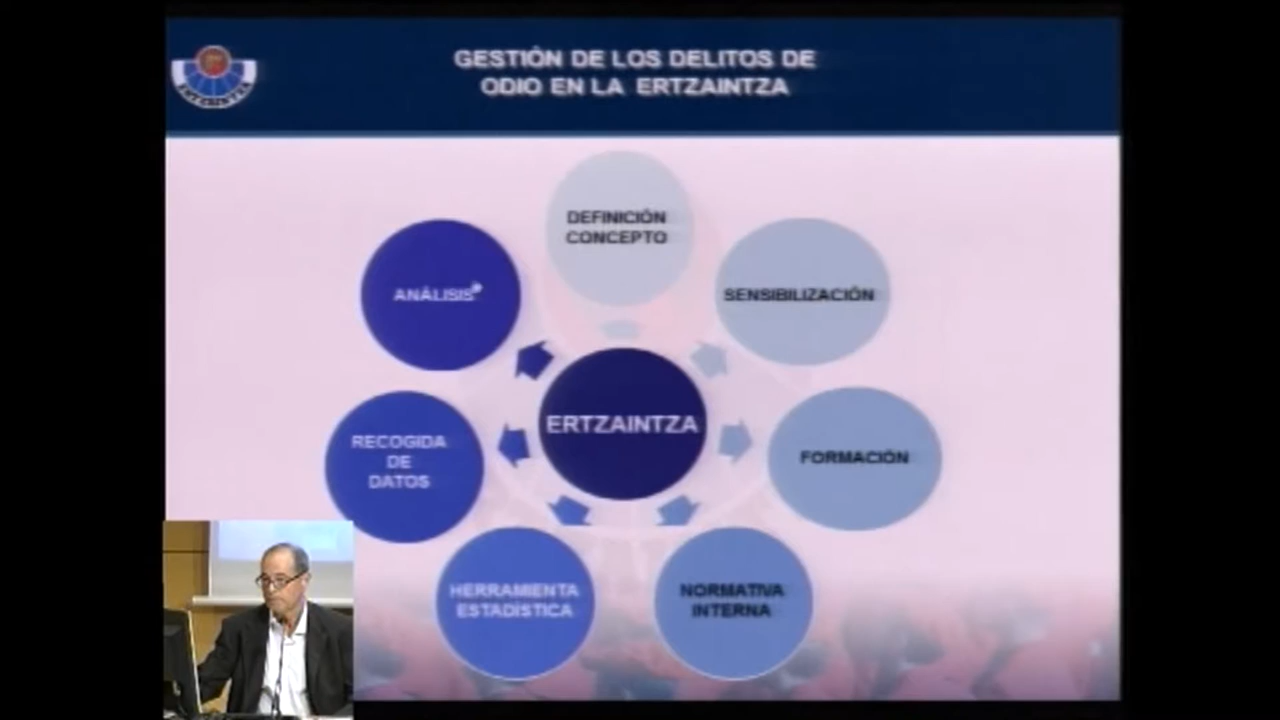 GESTIÓN DE LOS DELITOS DE
ODIO EN LA ERTZAINTZA
DEFINICIÓN
CONCEPTO
SENSIBILIZACIÓN
FORMACIÓN
NORMATIVA
INTERNA
HERRAMIENTA
ESTADÍSTICA
RECOGIDA
DE
DATOS
ANÁLISIS
ERTZAINTZA
ERTZAINTZA